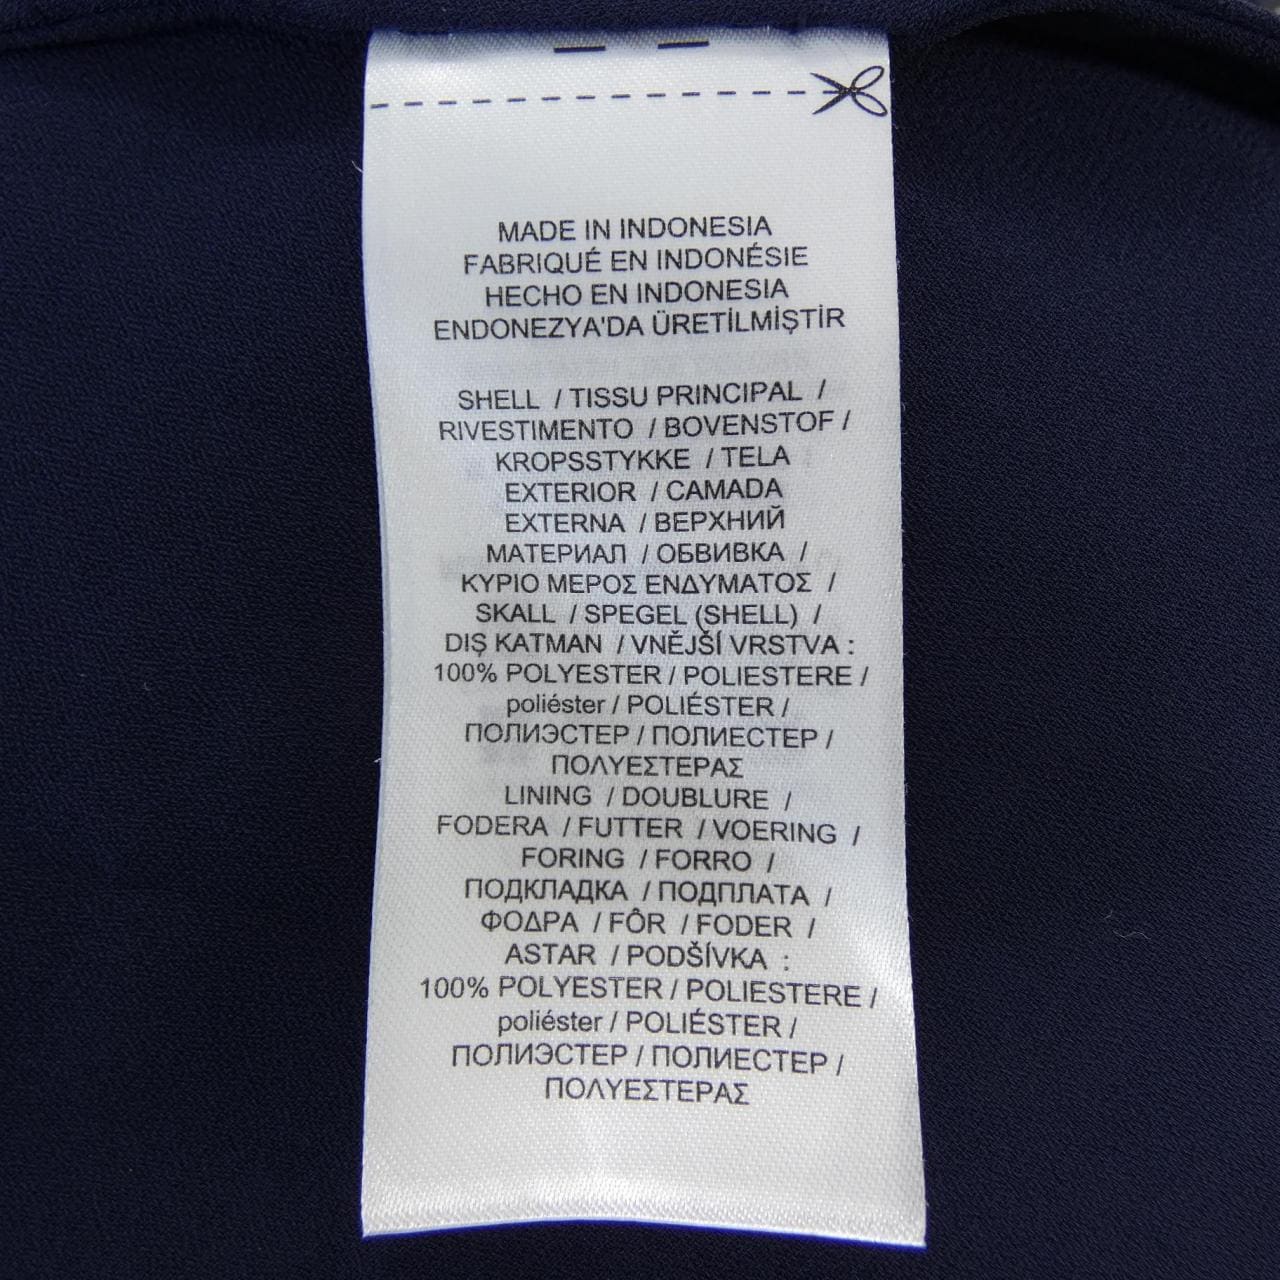 MADE IN INDONESIA
FABRIQUÉ EN INDONÉSIE
HECHO EN INDONESIA
ENDONEZYA'DA ÜRETİLMİŞTİR
SHELL / TISSU PRINCIPAL /
RIVESTIMENTO / BOVENSTOF /
KROPSSTYKKE / TELA
EXTERIOR / CAMADA
EXTERNA / ВЕРХНИЙ
МАТЕРИАЛ / ОБВИВКА /
ΚΥΡΙΟ ΜΕΡΟΣ ΕΝΔΥΜΑΤΟΣ /
SKALL / SPEGEL (SHELL) /
DIŞ KATMAN / VNĚJŠÍ VRSTVA :
100% POLYESTER / POLIESTERE /
poliéster / POLIÉSTER /
ПОЛИЭСТЕР / ПОЛИЕСТЕР /
ΠΟΛΥΕΣΤΕΡΑΣ
LINING / DOUBLURE /
FODERA / FUTTER / VOERING /
FORING / FORRO /
ПОДКЛАДКА / ПОДПЛАТА /
ΦΟΔΡΑ / FÔR / FODER /
ASTAR / PODŠÍVKA :
100% POLYESTER / POLIESTERE /
poliéster / POLIÉSTER /
ПОЛИЭСТЕР / ПОЛИЕСТЕР /
ΠΟΛΥΕΣΤΕΡΑΣ